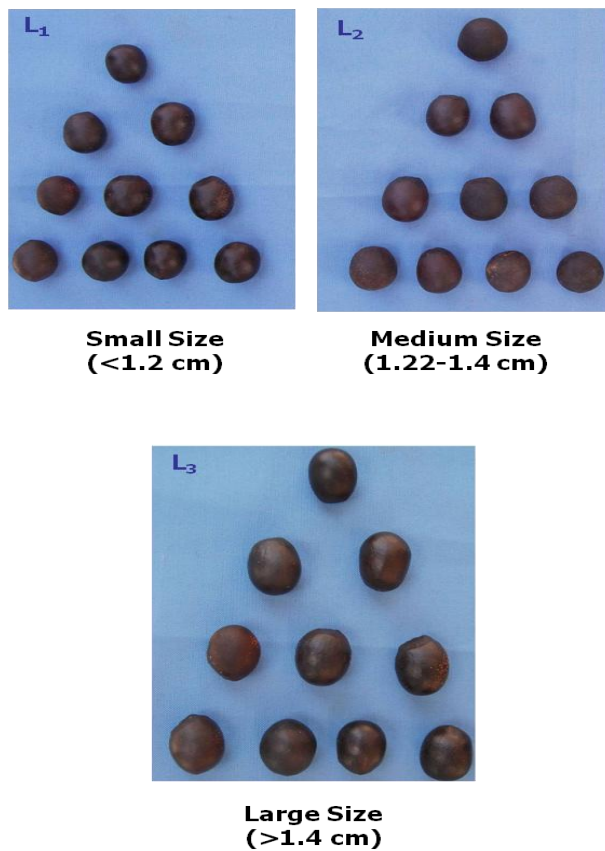 L₁
L₂
Small Size
(<1.2 cm)
Medium Size
(1.22-1.4 cm)
L₃
Large Size
(>1.4 cm)